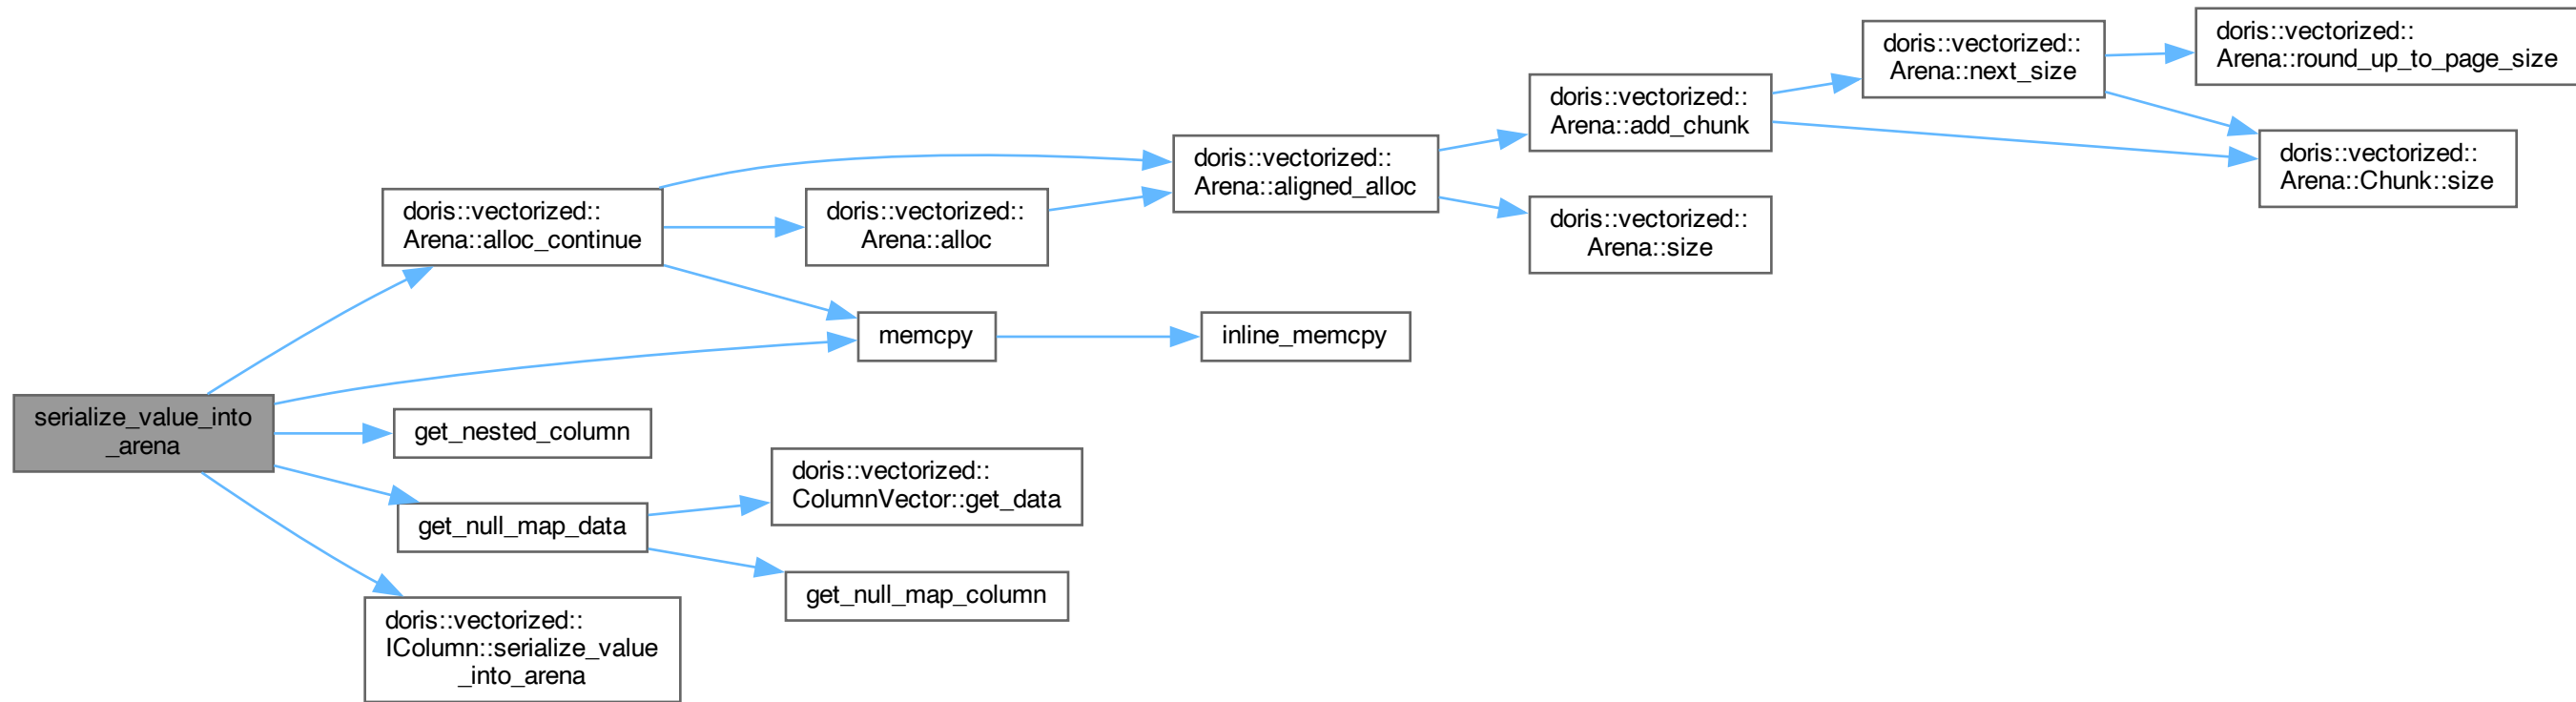 serialize_value_into
_arena
doris::vectorized::
Arena::alloc_continue
doris::vectorized::
Arena::alloc
doris::vectorized::
Arena::aligned_alloc
doris::vectorized::
Arena::add_chunk
doris::vectorized::
Arena::next_size
doris::vectorized::
Arena::round_up_to_page_size
doris::vectorized::
Arena::Chunk::size
doris::vectorized::
Arena::size
memcpy
inline_memcpy
get_nested_column
get_null_map_data
doris::vectorized::
ColumnVector::get_data
get_null_map_column
doris::vectorized::
IColumn::serialize_value
_into_arena